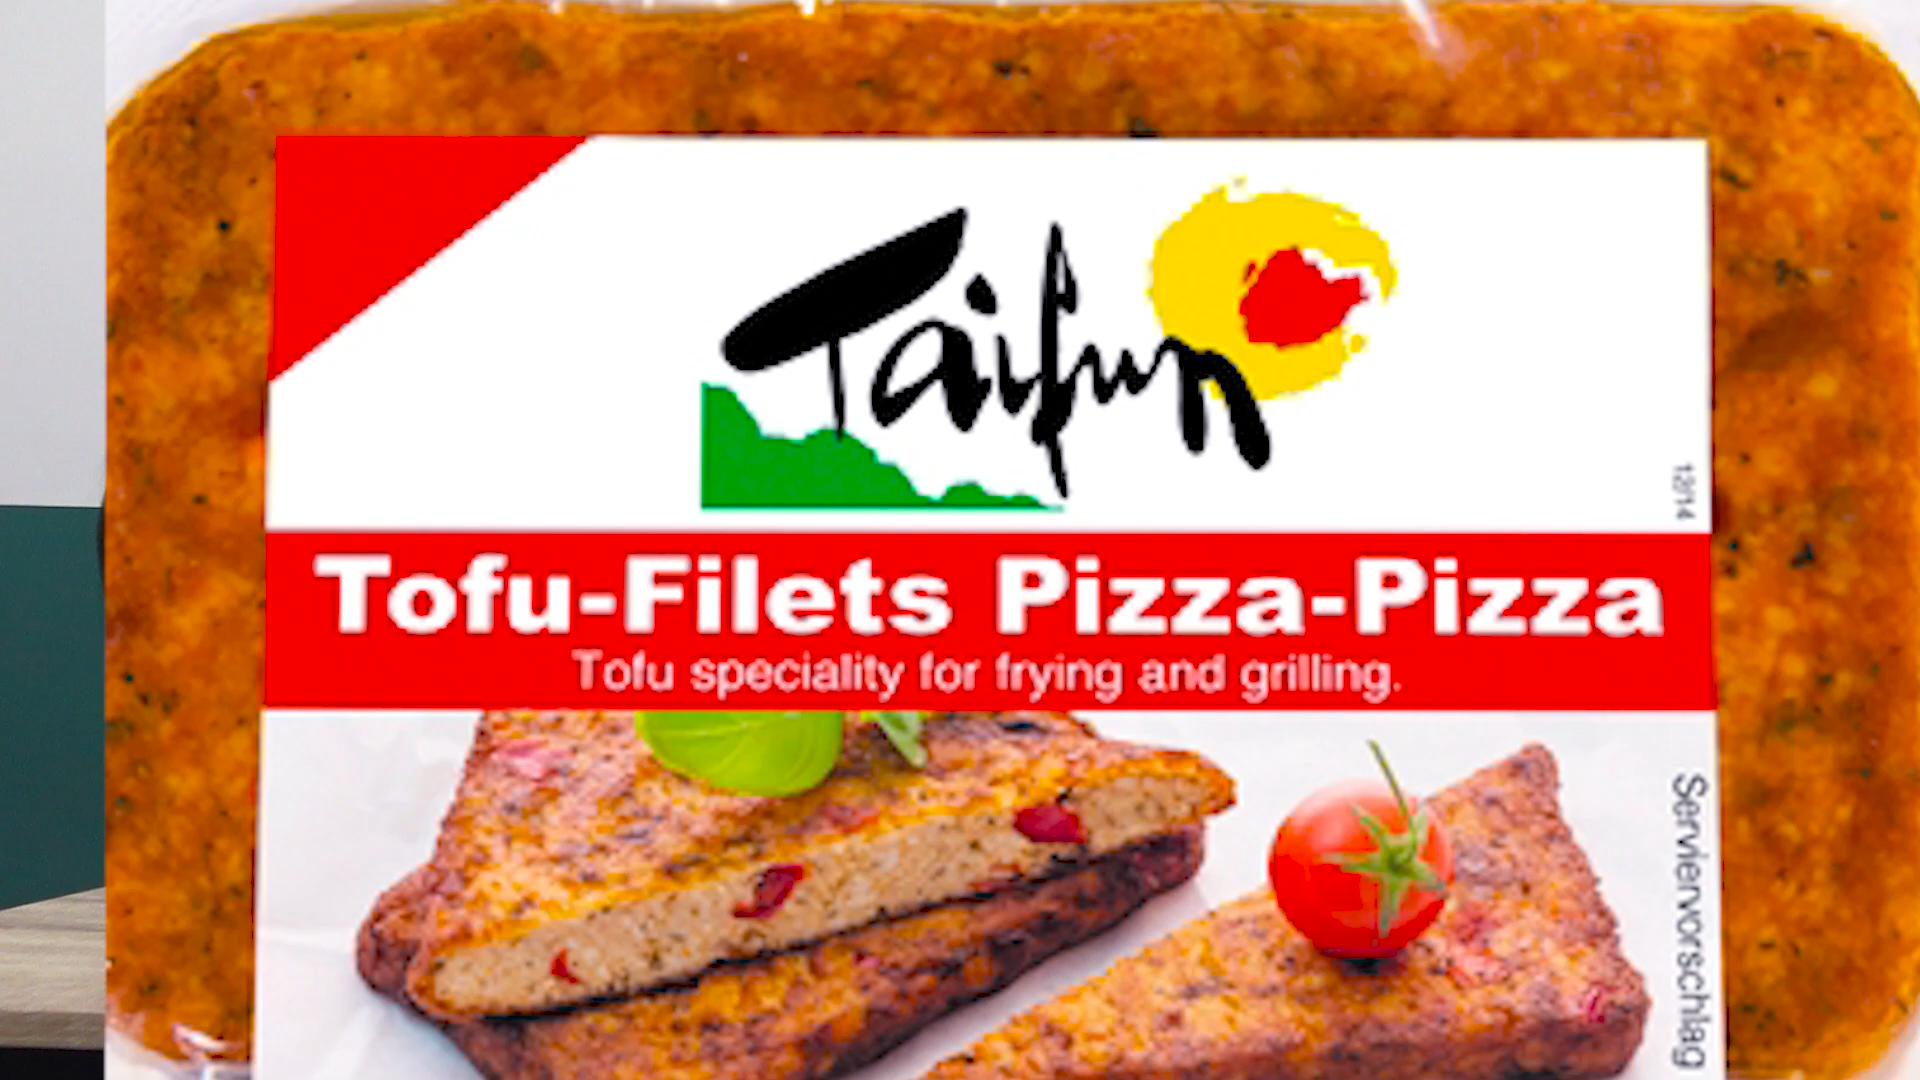 Taifun
12/14
Tofu-Filets Pizza-Pizza
Tofu speciality for frying and grilling.
Serviervorschlag